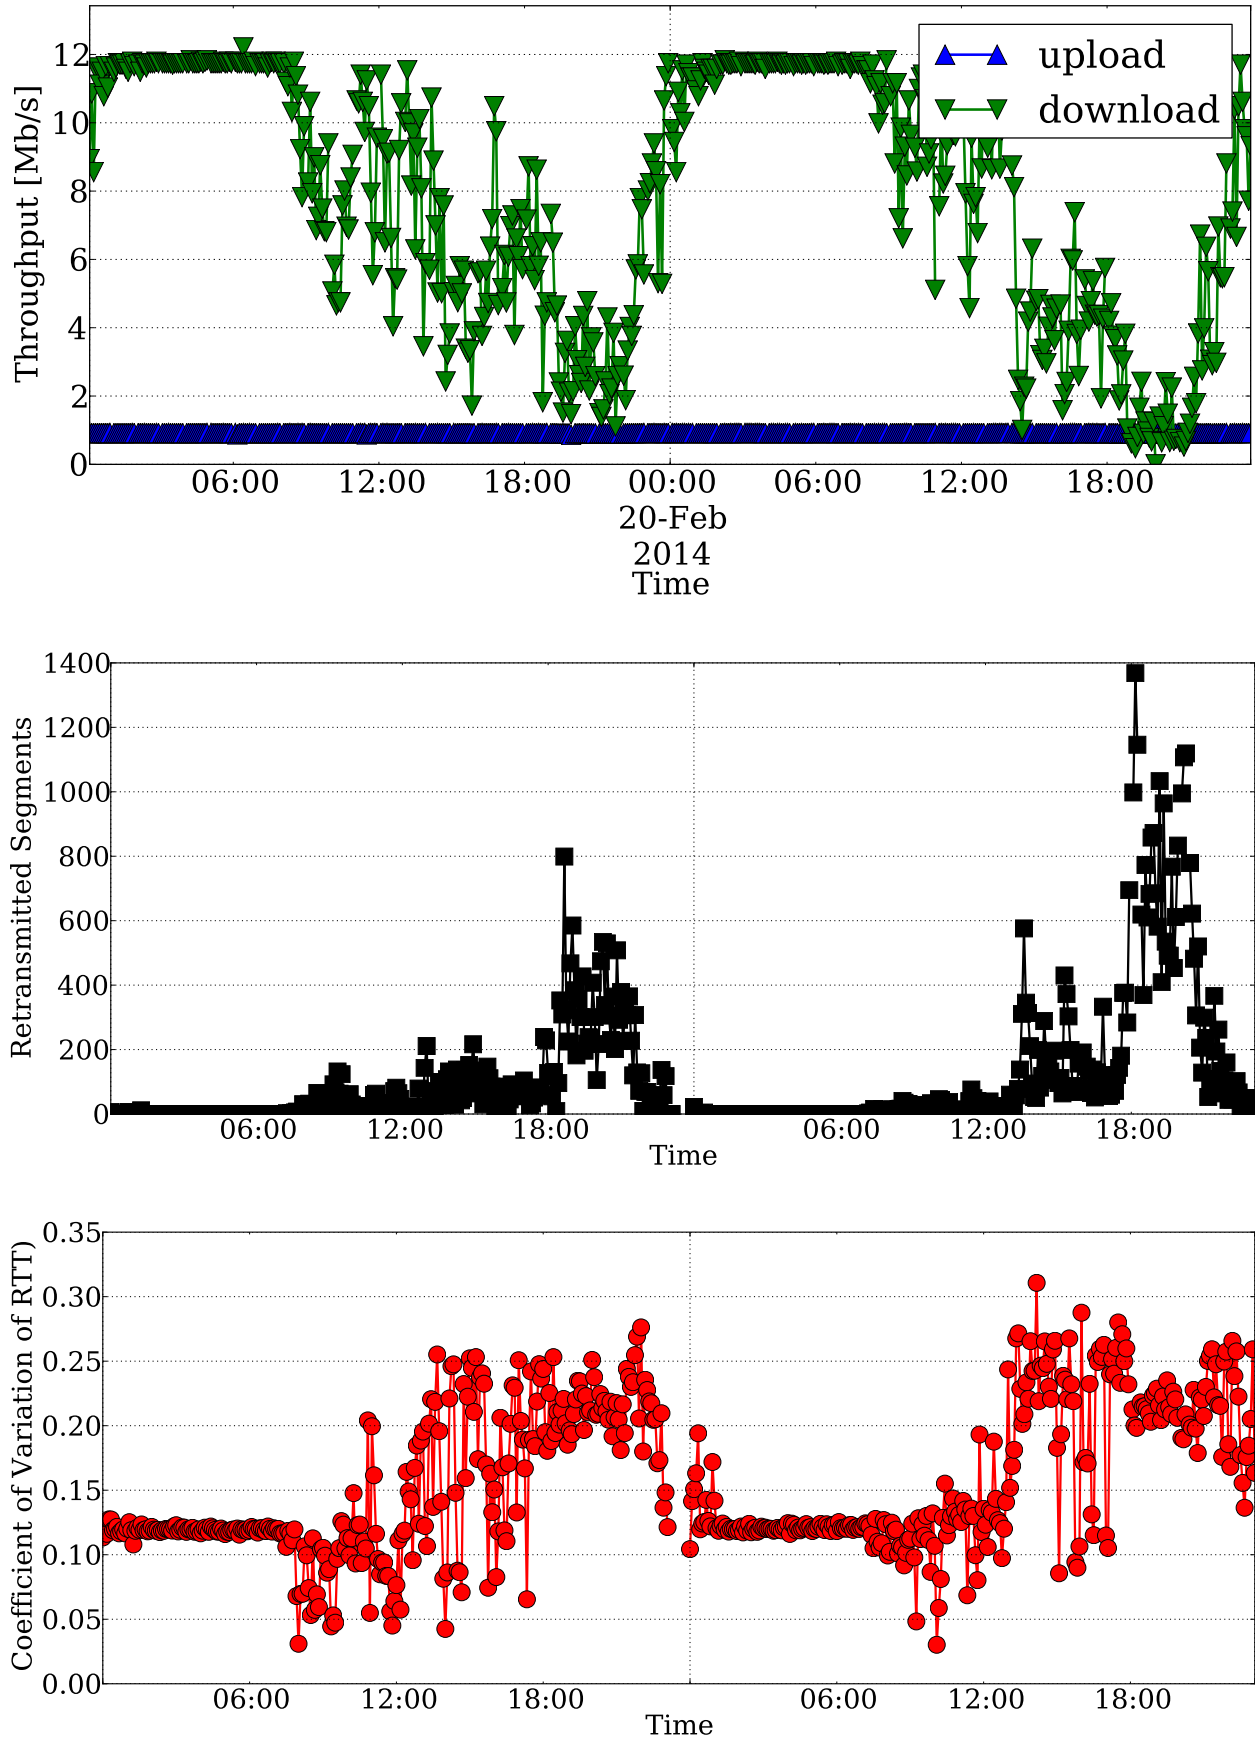 Throughput [Mb/s]
12
10
8
6
4
2
0
upload
download
06:00 12:00 18:00 00:00 06:00 12:00 18:00
20-Feb
2014
Time
Retransmitted Segments
1400
1200
1000
800
600
400
200
0
06:00 12:00 18:00 06:00 12:00 18:00
Time
Coefficient of Variation of RTT)
0.35
0.30
0.25
0.20
0.15
0.10
0.05
0.00
06:00 12:00 18:00 06:00 12:00 18:00
Time